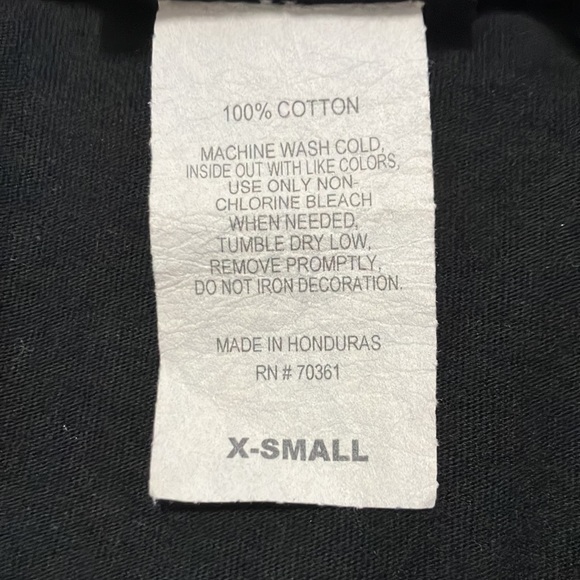 100% COTTON
MACHINE WASH COLD,
INSIDE OUT WITH LIKE COLORS,
USE ONLY NON-
CHLORINE BLEACH
WHEN NEEDED,
TUMBLE DRY LOW,
REMOVE PROMPTLY,
DO NOT IRON DECORATION.
MADE IN HONDURAS
RN # 70361
X-SMALL